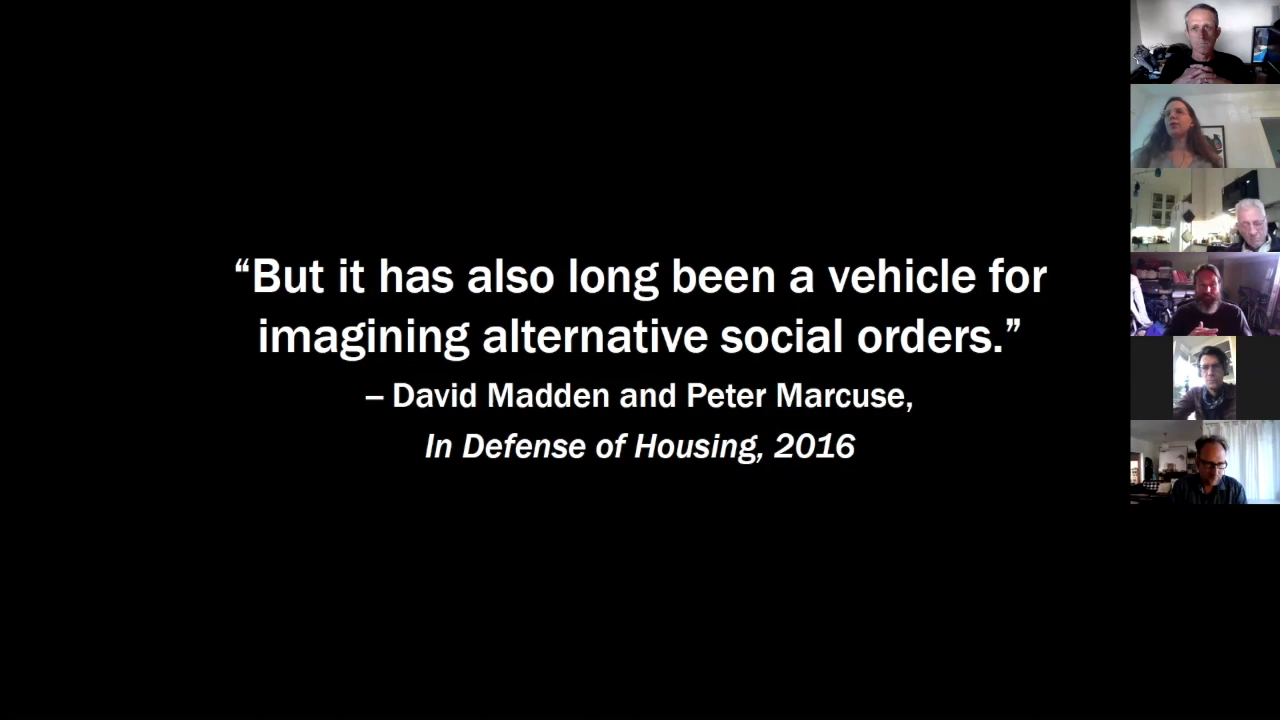 “But it has also long been a vehicle for
imagining alternative social orders.”
– David Madden and Peter Marcuse,
In Defense of Housing, 2016